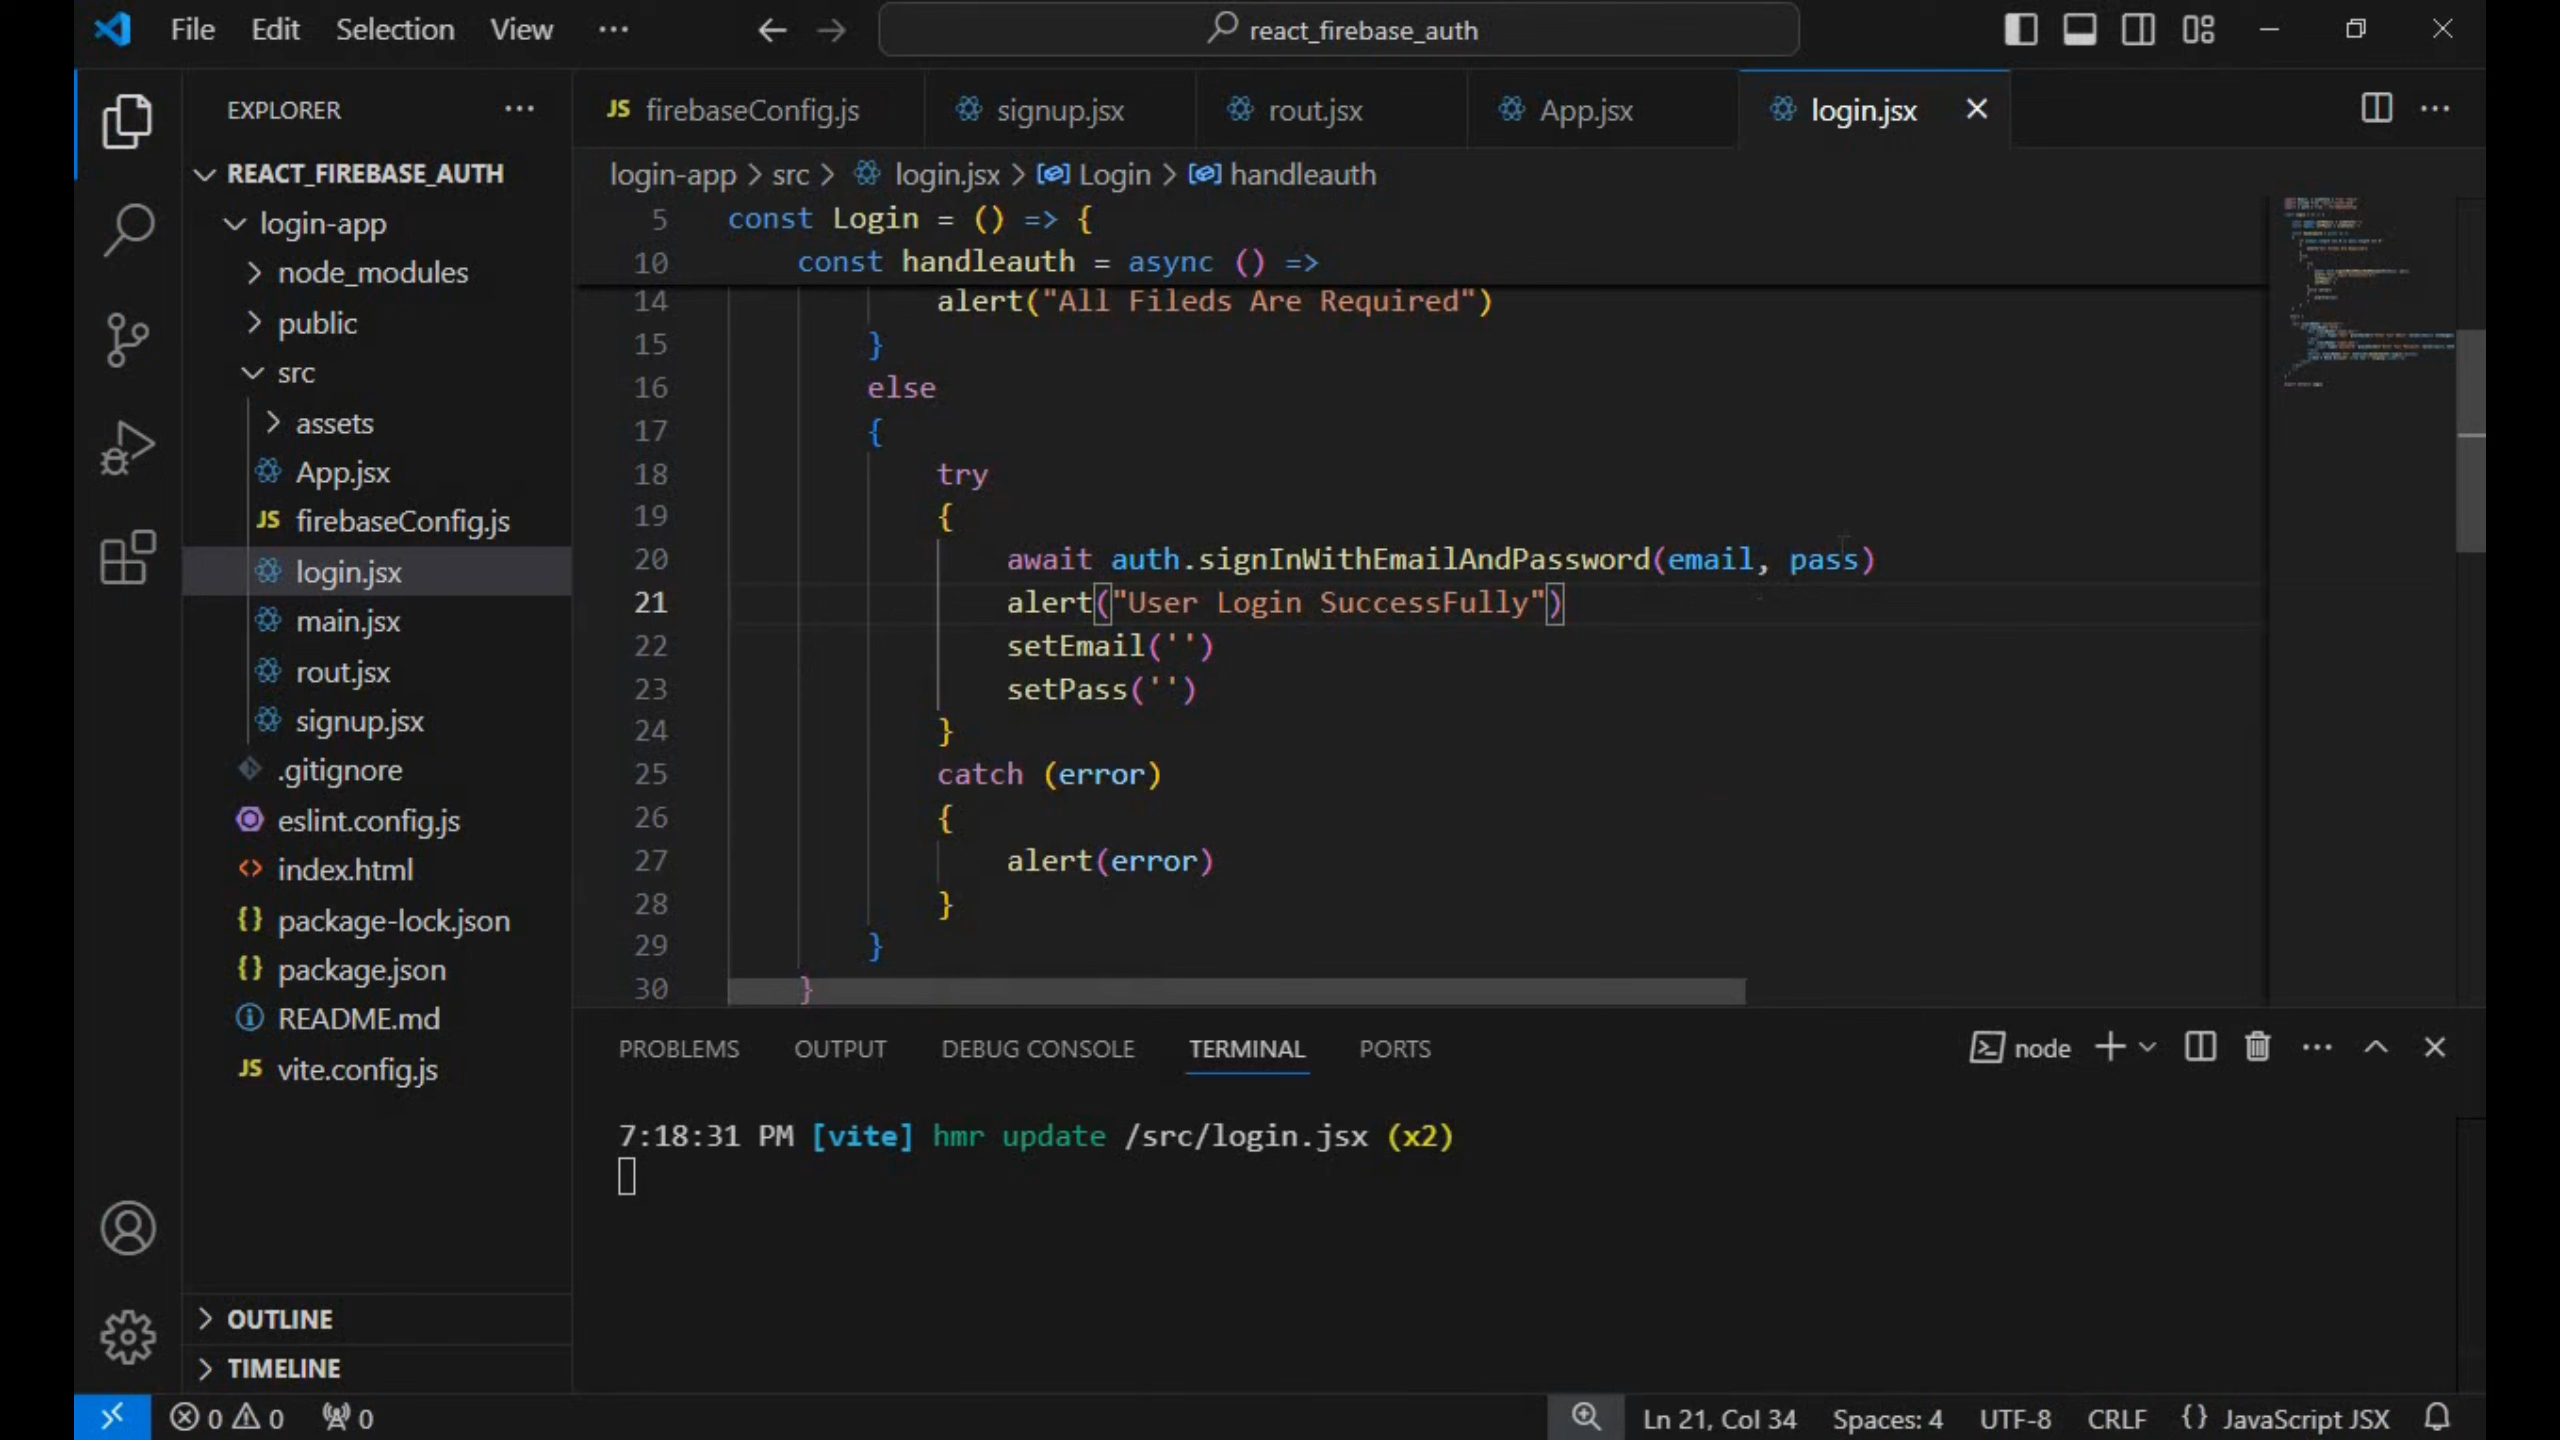 File Edit Selection View ··· react_firebase_auth
EXPLORER ···
REACT_FIREBASE_AUTH
login-app
node_modules
public
src
assets
App.jsx
JS firebaseConfig.js
login.jsx
main.jsx
rout.jsx
signup.jsx
.gitignore
eslint.config.js
<> index.html
{} package-lock.json
{} package.json
README.md
JS vite.config.js
OUTLINE
TIMELINE
JS firebaseConfig.js signup.jsx rout.jsx App.jsx login.jsx ···
login-app > src > login.jsx > Login > handleauth
5 const Login = () => {
10 const handleauth = async () =>
14 alert("All Fileds Are Required")
15 }
16 else
17 {
18 try
19 {
20 await auth.signInWithEmailAndPassword(email, pass)
21 alert("User Login SuccessFully")
22 setEmail('')
23 setPass('')
24 }
25 catch (error)
26 {
27 alert(error)
28 }
29 }
30 }
PROBLEMS OUTPUT DEBUG CONSOLE TERMINAL PORTS node ···
7:18:31 PM [vite] hmr update /src/login.jsx (x2)
0 0 0 Ln 21, Col 34 Spaces: 4 UTF-8 CRLF {} JavaScript JSX